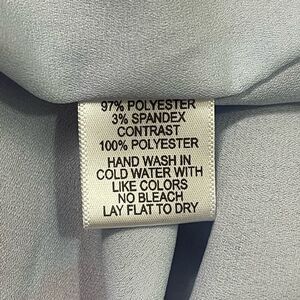 97% POLYESTER
3% SPANDEX
CONTRAST
100% POLYESTER
HAND WASH IN
COLD WATER WITH
LIKE COLORS
NO BLEACH
LAY FLAT TO DRY